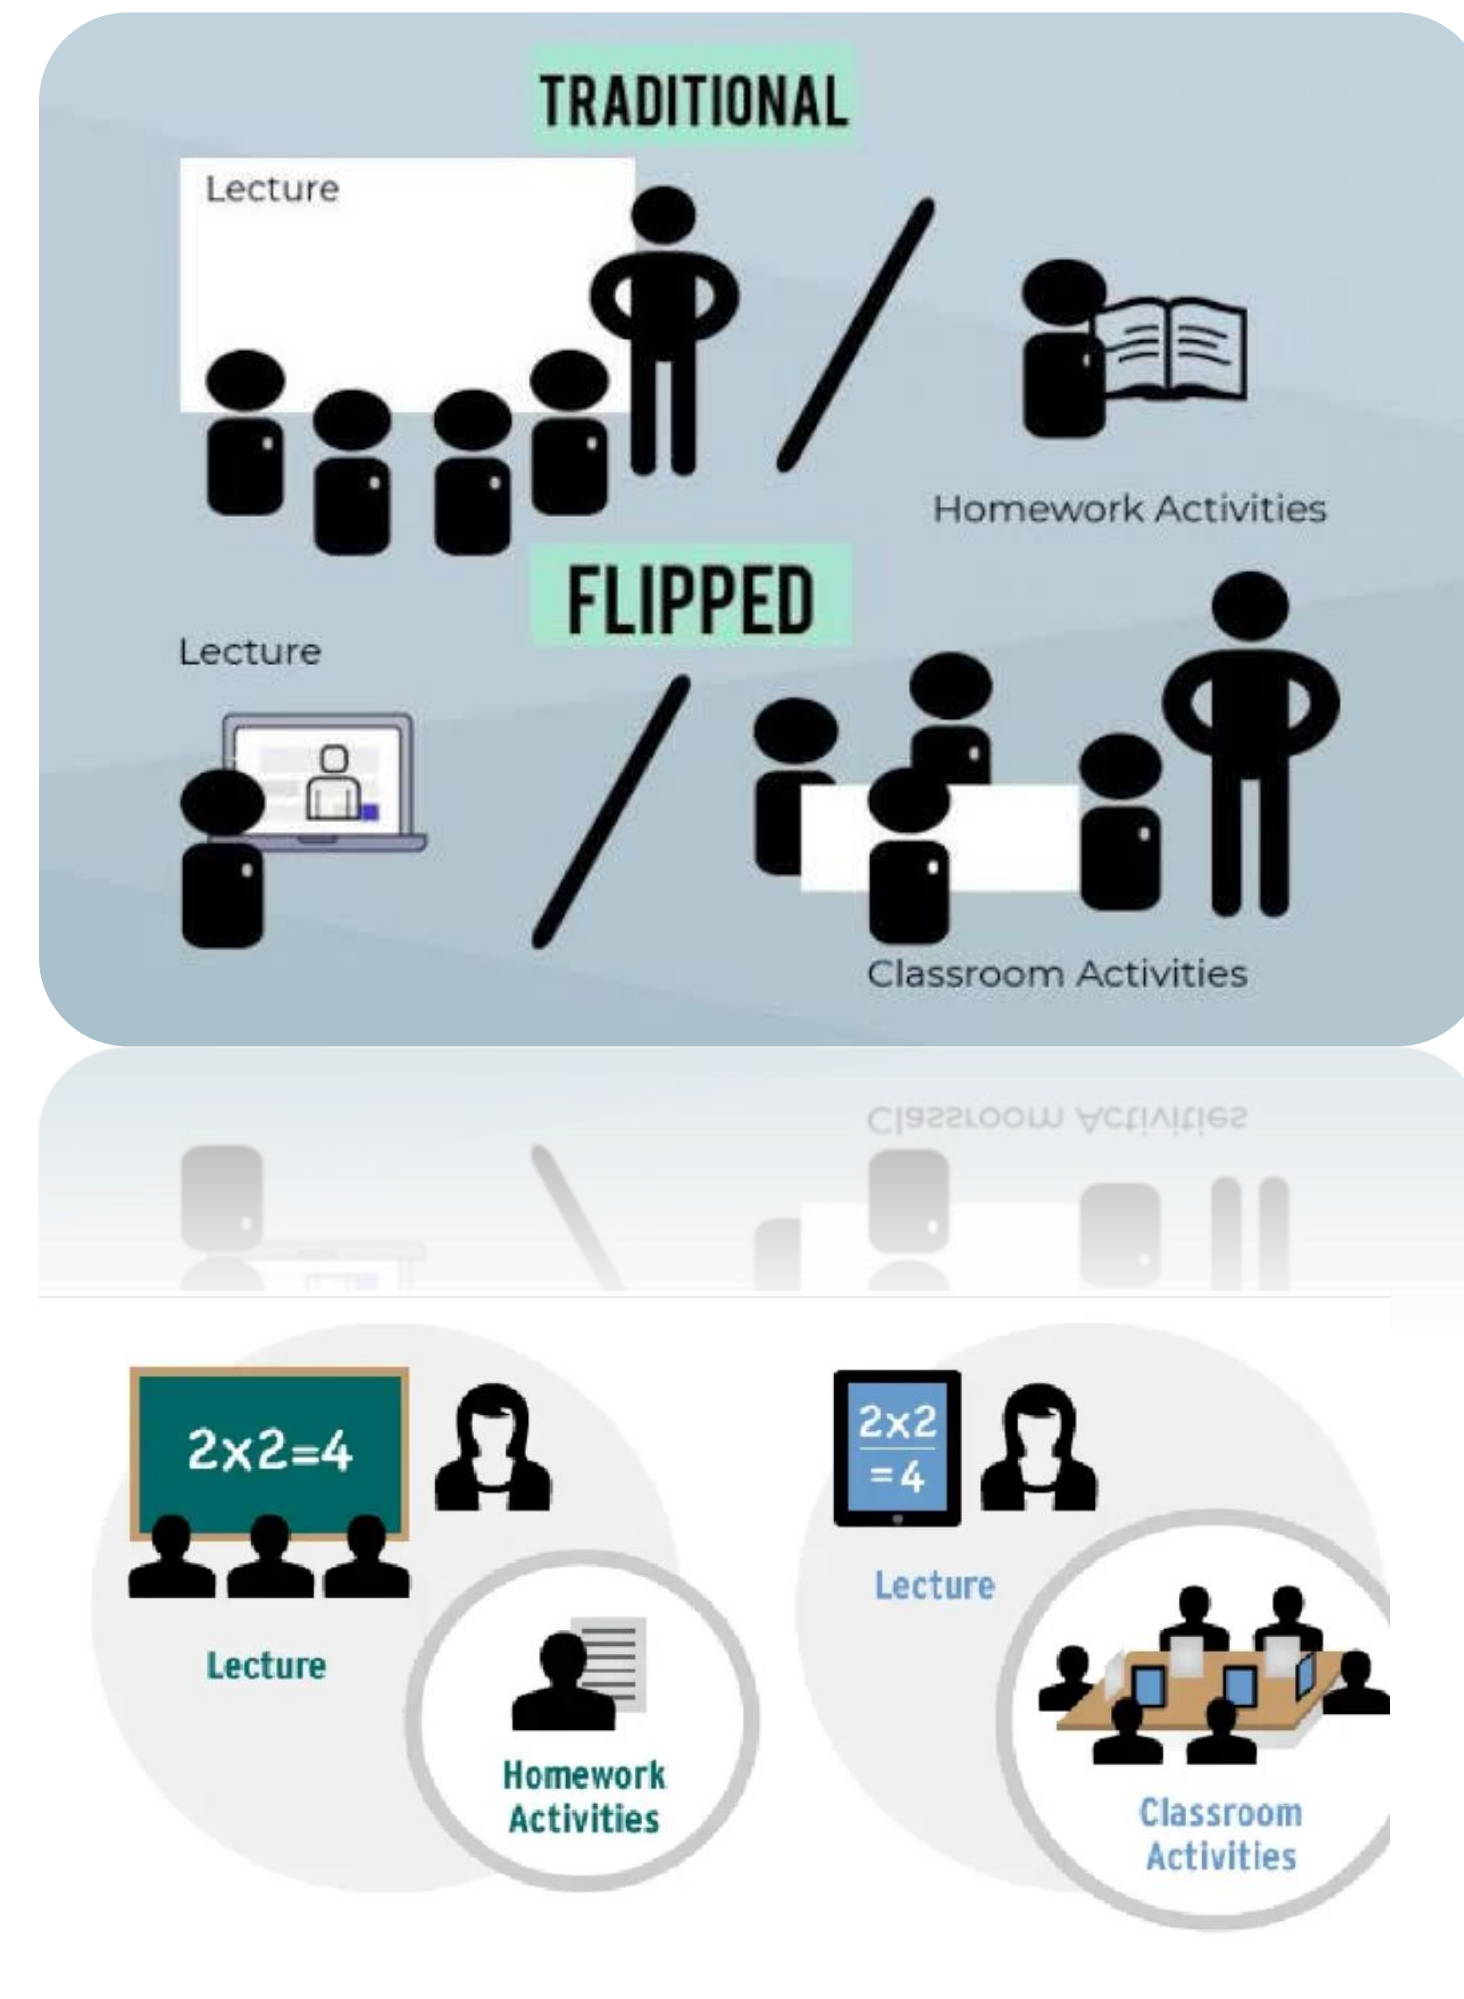 TRADITIONAL
Lecture
Homework Activities
FLIPPED
Lecture
Classroom Activities
Classroom Activities
2x2=4
Lecture
Homework
Activities
2x2
=4
Lecture
Classroom
Activities